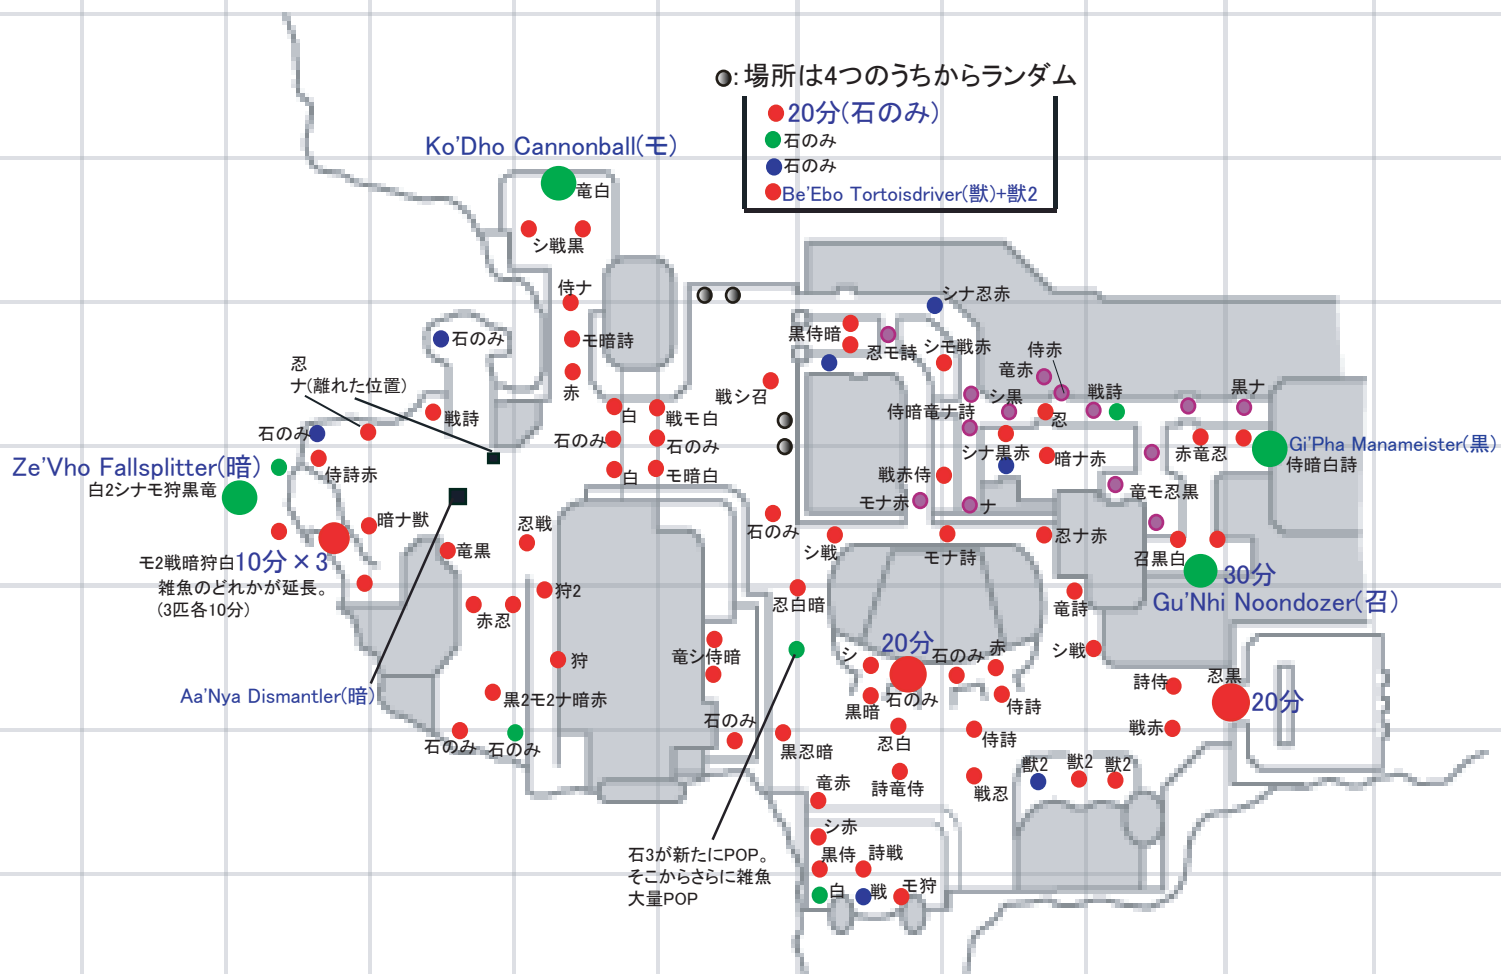 ：場所は4つのうちからランダム
20分(石のみ)
石のみ
石のみ
Be'Ebo Tortoisdriver(獣)+獣2
Ko'Dho Cannonball(モ)
竜白
シ戦黒
侍ナ
モ暗詩
赤
石のみ
忍
ナ(離れた位置)
戦詩
石のみ
侍詩赤
Ze'Vho Fallsplitter(暗)
白2シナモ狩黒竜
暗ナ獣
モ2戦暗狩白10分×3
雑魚のどれかが延長。
(3匹各10分)
竜黒
忍戦
狩2
赤忍
狩
Aa'Nya Dismantler(暗)
黒2モ2ナ暗赤
石のみ
石のみ
白
戦モ白
石のみ
石のみ
白
モ暗白
戦シ召
石のみ
シ戦
忍白暗
竜シ侍暗
石のみ
黒忍暗
石3が新たにPOP。
そこからさらに雑魚
大量POP
シナ忍赤
黒侍暗
忍モ詩
シモ戦赤
侍赤
竜赤
シ黒
戦詩
黒ナ
侍暗竜ナ詩
忍
シナ黒赤
赤竜忍
Gi'Pha Manameister(黒)
侍暗白詩
戦赤侍
暗ナ赤
モナ赤
ナ
竜モ忍黒
モナ詩
忍ナ赤
召黒白
30分
Gu'Nhi Noondozer(召)
竜詩
シ戦
20分
シ
石のみ
赤
黒暗
石のみ
侍詩
忍白
侍詩
詩竜侍
戦忍
詩侍
忍黒
20分
戦赤
獣2
獣2
獣2
竜赤
シ赤
黒侍
詩戦
白
戦
モ狩